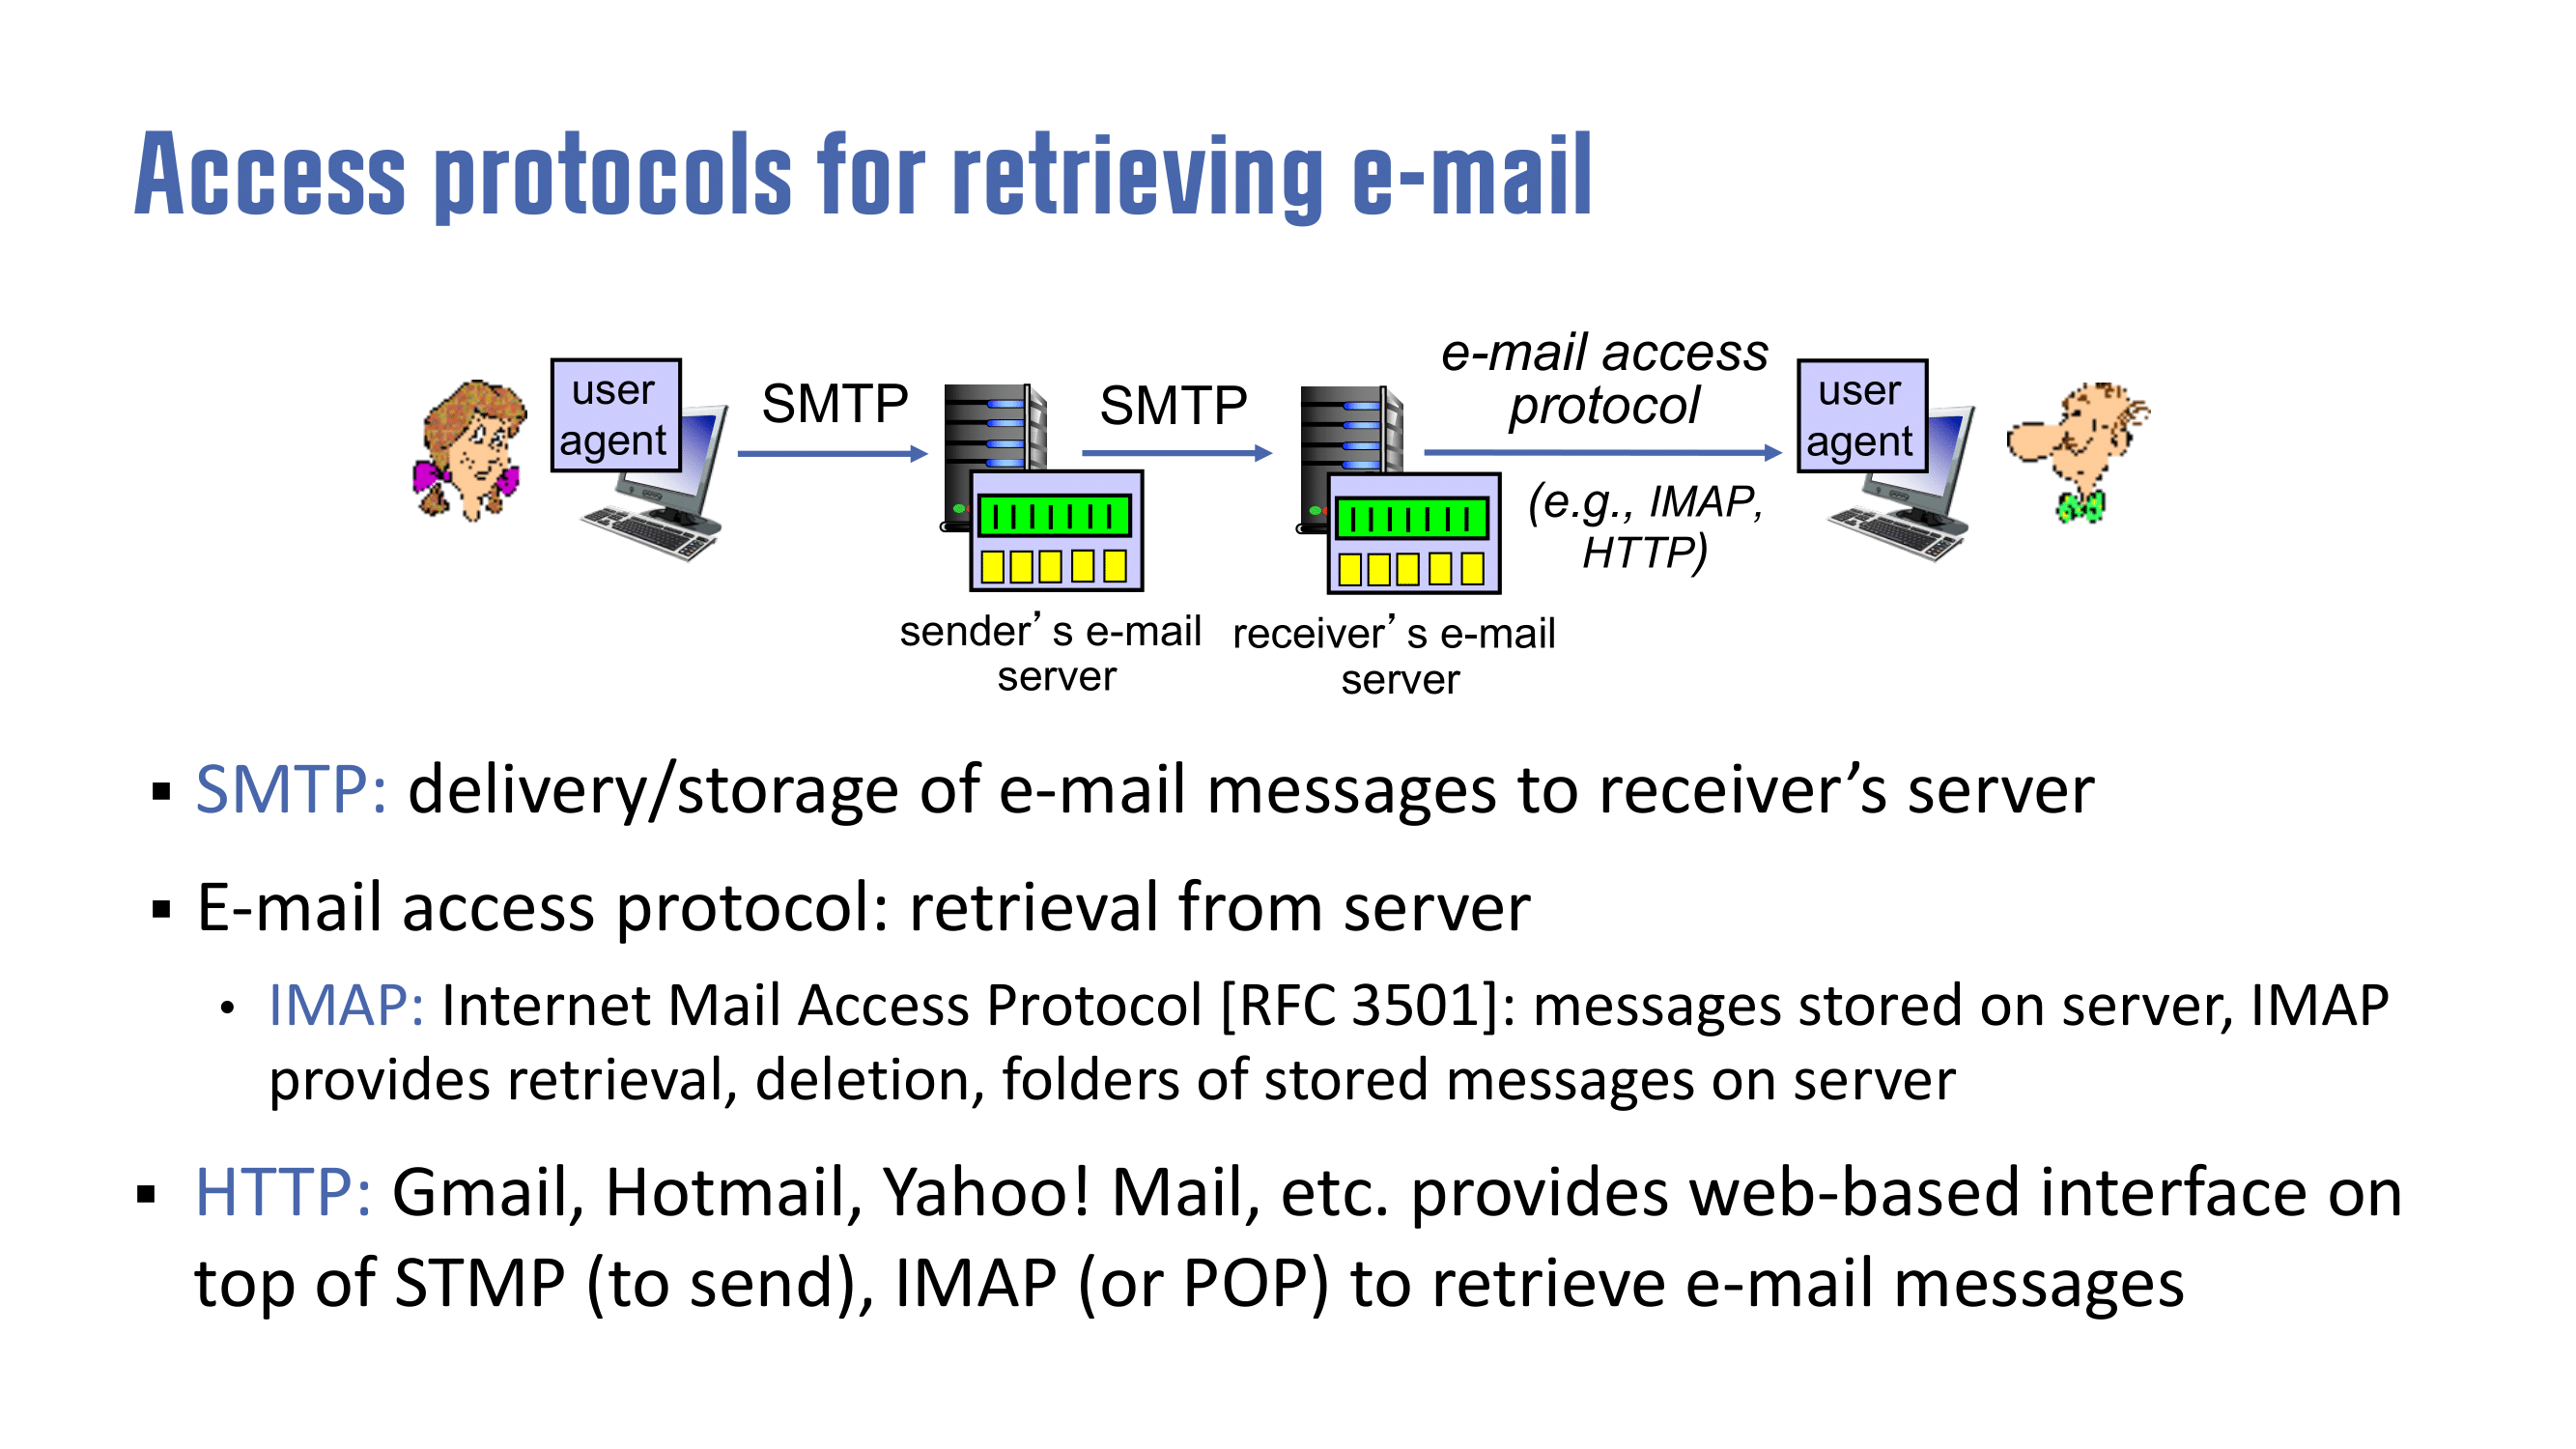 Access protocols for retrieving e-mail
user
agent
SMTP
SMTP
e-mail access
protocol
(e.g., IMAP,
HTTP)
user
agent
sender’s e-mail
server
receiver’s e-mail
server
▪ SMTP: delivery/storage of e-mail messages to receiver’s server
▪ E-mail access protocol: retrieval from server
• IMAP: Internet Mail Access Protocol [RFC 3501]: messages stored on server, IMAP
provides retrieval, deletion, folders of stored messages on server
▪ HTTP: Gmail, Hotmail, Yahoo! Mail, etc. provides web-based interface on
top of STMP (to send), IMAP (or POP) to retrieve e-mail messages